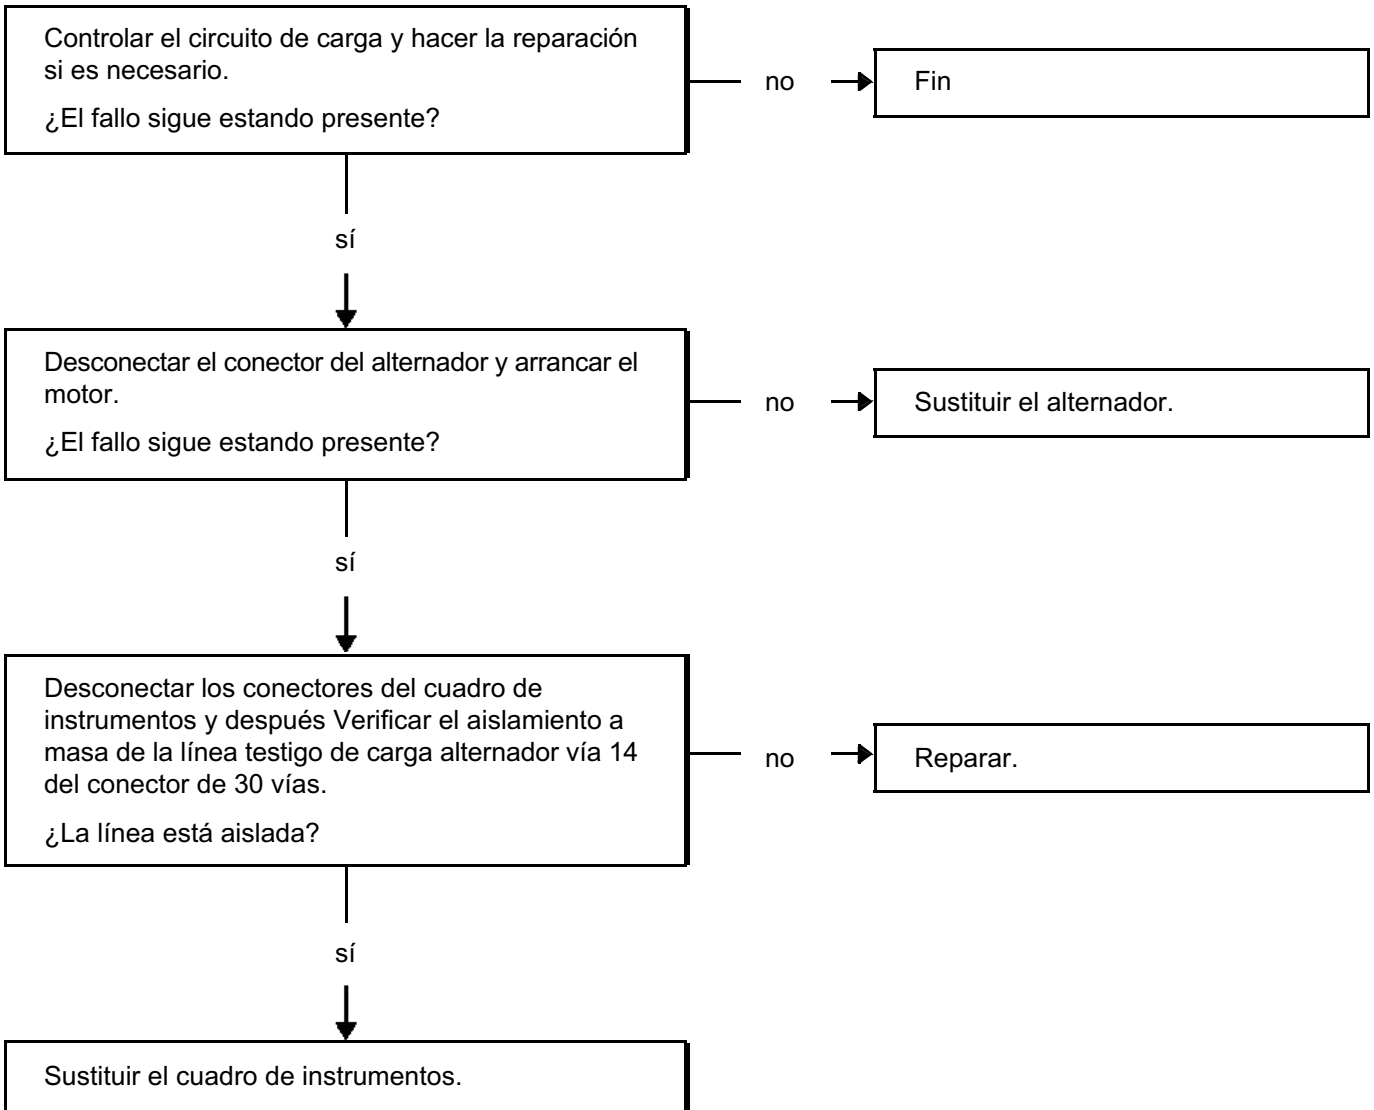 Controlar el circuito de carga y hacer la reparación
si es necesario.
¿El fallo sigue estando presente?
no
Fin
sí
Desconectar el conector del alternador y arrancar el
motor.
¿El fallo sigue estando presente?
no
Sustituir el alternador.
sí
Desconectar los conectores del cuadro de
instrumentos y después Verificar el aislamiento a
masa de la línea testigo de carga alternador vía 14
del conector de 30 vías.
¿La línea está aislada?
no
Reparar.
sí
Sustituir el cuadro de instrumentos.